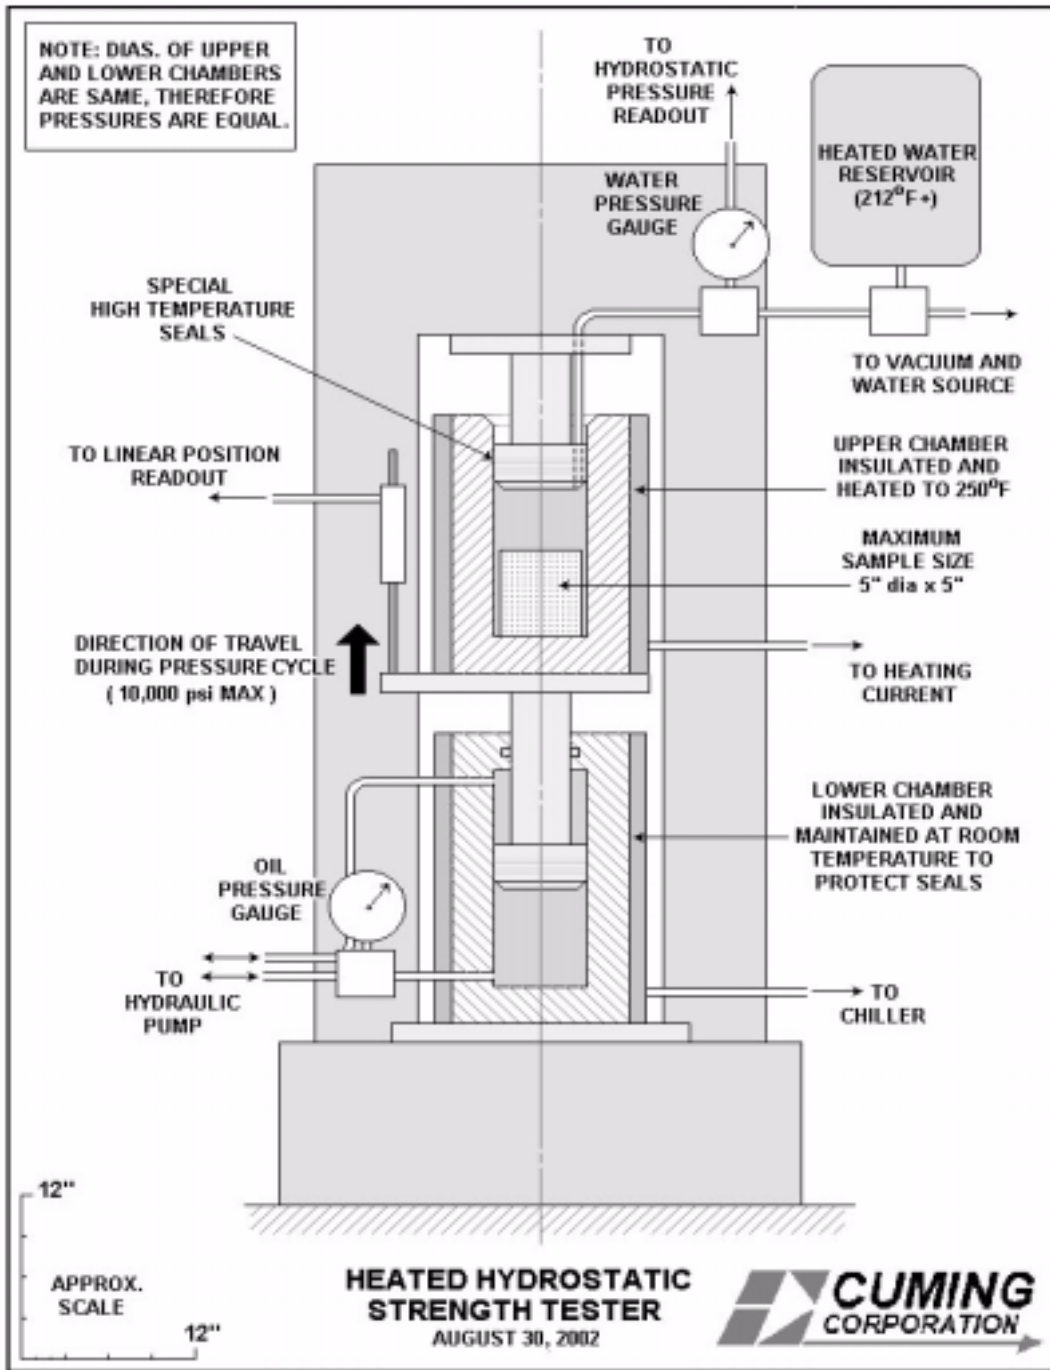 NOTE: DIAS. OF UPPER
AND LOWER CHAMBERS
ARE SAME, THEREFORE
PRESSURES ARE EQUAL.
TO
HYDROSTATIC
PRESSURE
READOUT
HEATED WATER
RESERVOIR
(212°F+)
WATER
PRESSURE
GAUGE
SPECIAL
HIGH TEMPERATURE
SEALS
TO VACUUM AND
WATER SOURCE
TO LINEAR POSITION
READOUT
UPPER CHAMBER
INSULATED AND
HEATED TO 250°F
MAXIMUM
SAMPLE SIZE
5" dia x 5"
DIRECTION OF TRAVEL
DURING PRESSURE CYCLE
( 10,000 psi MAX )
TO HEATING
CURRENT
LOWER CHAMBER
INSULATED AND
MAINTAINED AT ROOM
TEMPERATURE TO
PROTECT SEALS
OIL
PRESSURE
GAUGE
TO
HYDRAULIC
PUMP
TO
CHILLER
12"
APPROX.
SCALE
12"
HEATED HYDROSTATIC
STRENGTH TESTER
AUGUST 30, 2002
CUMING
CORPORATION